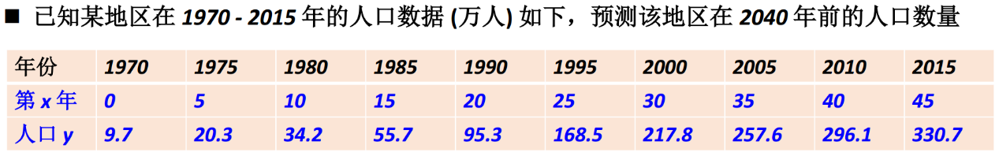 ■ 已知某地区在 1970 - 2015 年的人口数据 (万人) 如下，预测该地区在 2040 年前的人口数量
年份 1970 1975 1980 1985 1990 1995 2000 2005 2010 2015
第 x 年 0 5 10 15 20 25 30 35 40 45
人口 y 9.7 20.3 34.2 55.7 95.3 168.5 217.8 257.6 296.1 330.7